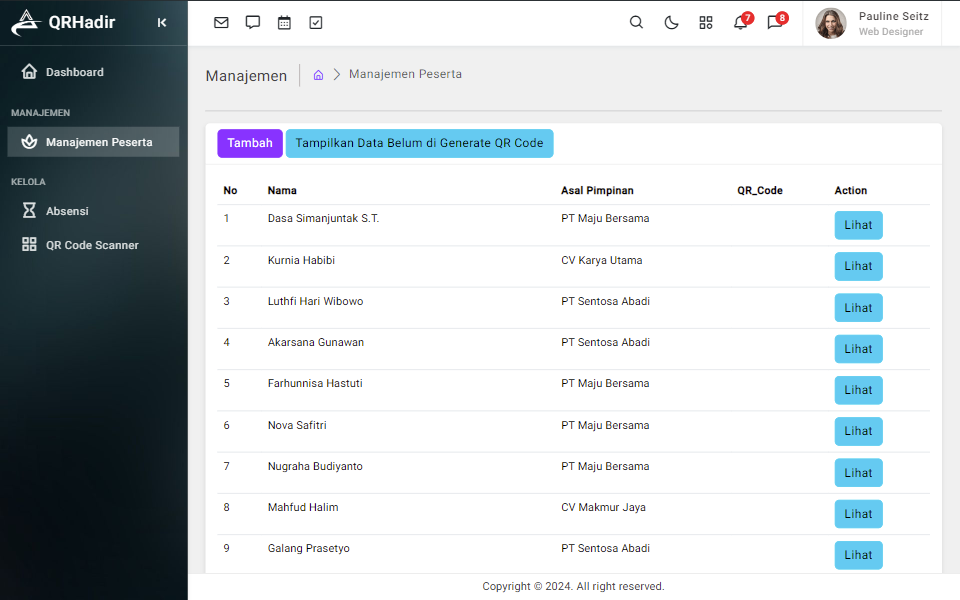 QRHadir
7
8
Pauline Seitz
Web Designer
Dashboard
MANAJEMEN
Manajemen Peserta
KELOLA
Absensi
QR Code Scanner
Manajemen
Manajemen Peserta
Tambah
Tampilkan Data Belum di Generate QR Code
No Nama Asal Pimpinan QR_Code Action
1 Dasa Simanjuntak S.T. PT Maju Bersama Lihat
2 Kurnia Habibi CV Karya Utama Lihat
3 Luthfi Hari Wibowo PT Sentosa Abadi Lihat
4 Akarsana Gunawan PT Sentosa Abadi Lihat
5 Farhunnisa Hastuti PT Maju Bersama Lihat
6 Nova Safitri PT Maju Bersama Lihat
7 Nugraha Budiyanto PT Maju Bersama Lihat
8 Mahfud Halim CV Makmur Jaya Lihat
9 Galang Prasetyo PT Sentosa Abadi Lihat
Copyright © 2024. All right reserved.